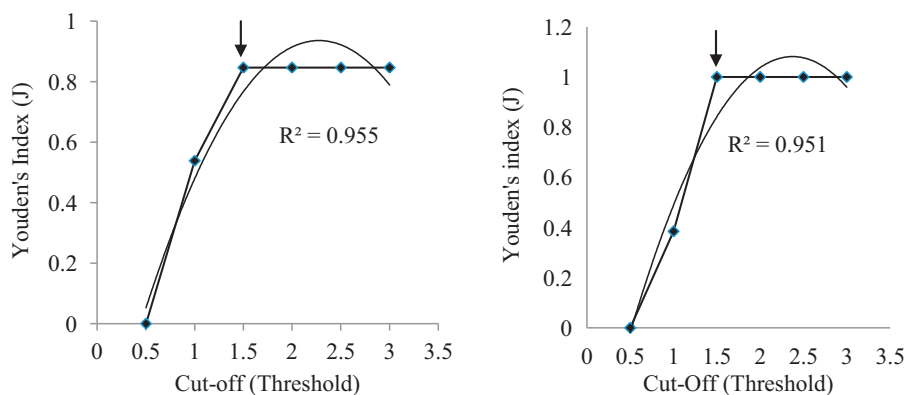 1
0.8
0.6
0.4
0.2
0
0 0.5 1 1.5 2 2.5 3 3.5
Youden's Index (J)
Cut-off (Threshold)
R² = 0.955
1.2
1
0.8
0.6
0.4
0.2
0
0 0.5 1 1.5 2 2.5 3 3.5
Youden's index (J)
Cut-Off (Threshold)
R² = 0.951